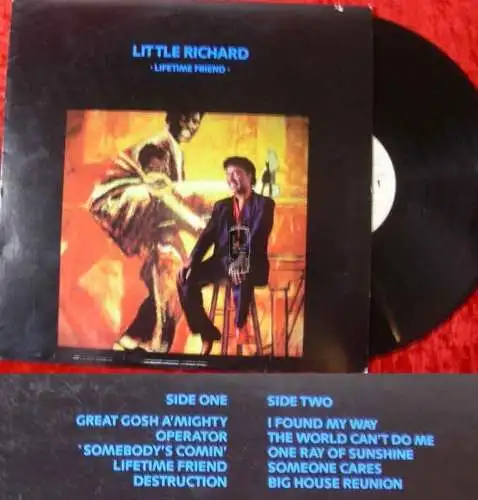 LITTLE RICHARD
· LIFETIME FRIEND ·
SIDE ONE
GREAT GOSH A'MIGHTY
OPERATOR
'SOMEBODY'S COMIN'
LIFETIME FRIEND
DESTRUCTION
SIDE TWO
I FOUND MY WAY
THE WORLD CAN'T DO ME
ONE RAY OF SUNSHINE
SOMEONE CARES
BIG HOUSE REUNION